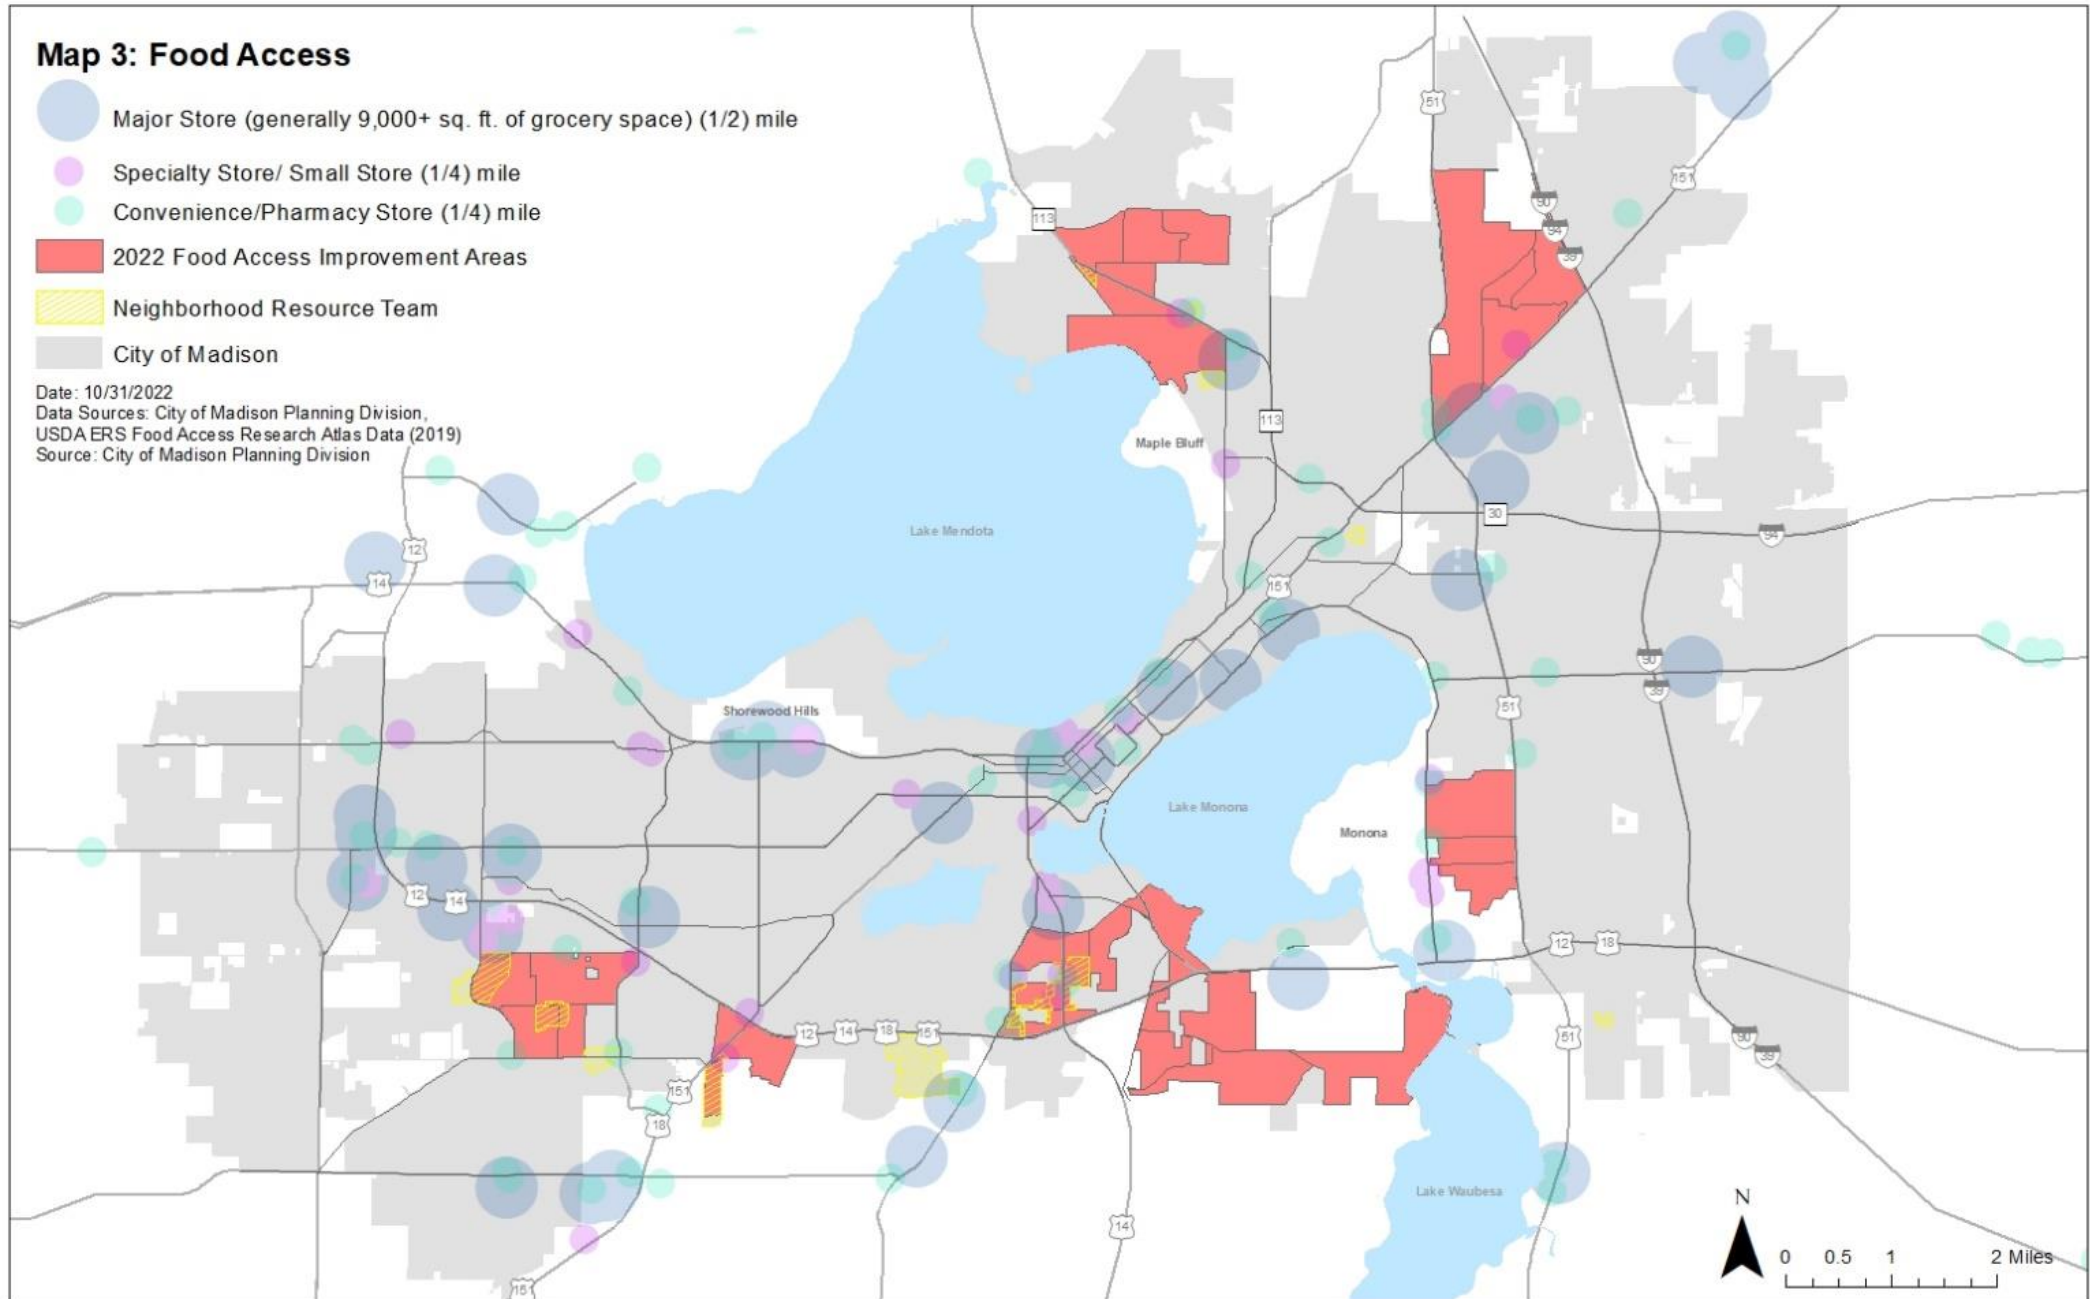 Map 3: Food Access
Major Store (generally 9,000+ sq. ft. of grocery space) (1/2) mile
Specialty Store/ Small Store (1/4) mile
Convenience/Pharmacy Store (1/4) mile
2022 Food Access Improvement Areas
Neighborhood Resource Team
City of Madison
Date: 10/31/2022
Data Sources: City of Madison Planning Division,
USDA ERS Food Access Research Atlas Data (2019)
Source: City of Madison Planning Division
51
151
90
94
39
113
113
Maple Bluff
Lake Mendota
30
94
12
14
151
90
39
51
Shorewood Hills
Lake Monona
Monona
12
14
12
18
12
14
18
151
51
90
39
151
18
Lake Waubesa
14
151
N
0 0.5 1 2 Miles